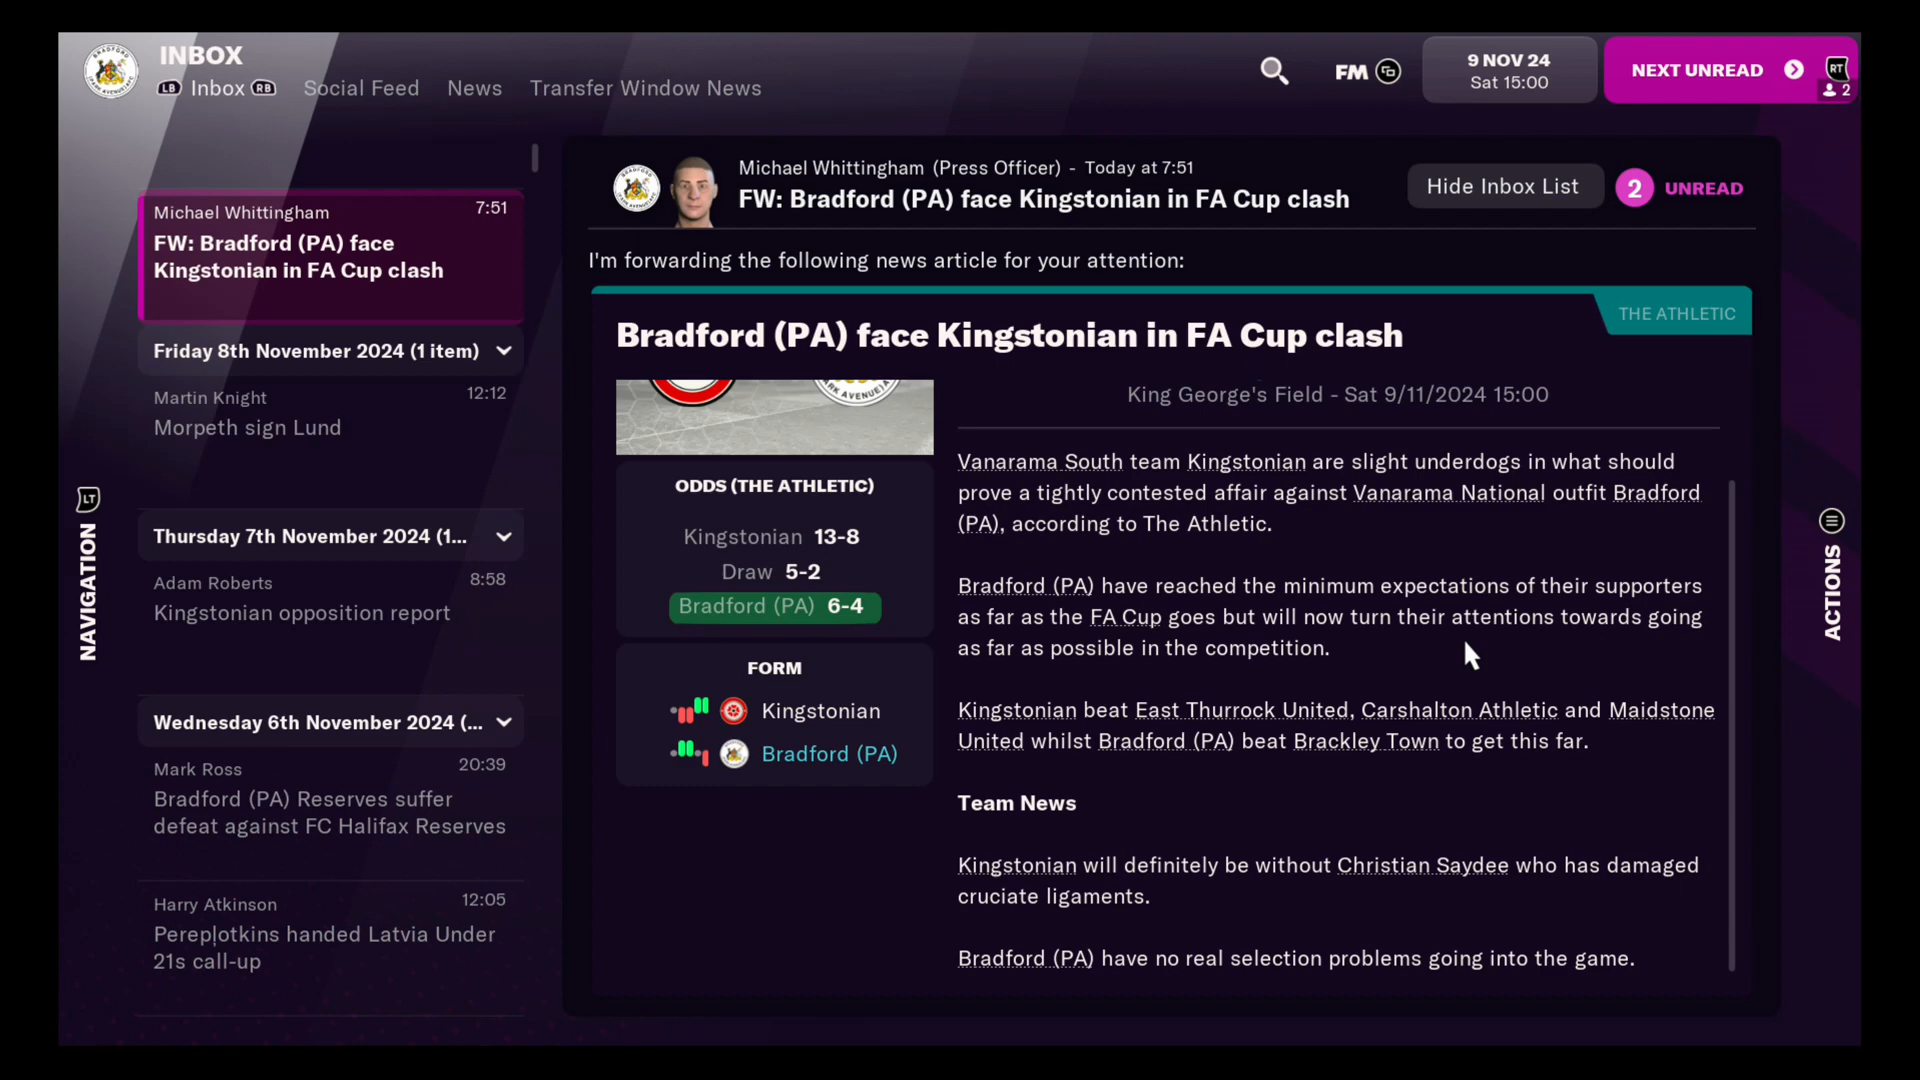 INBOX
LB Inbox RB Social Feed News Transfer Window News
FM
9 NOV 24
Sat 15:00
NEXT UNREAD
RT
2
Michael Whittingham 7:51
FW: Bradford (PA) face
Kingstonian in FA Cup clash
Friday 8th November 2024 (1 item)
Martin Knight 12:12
Morpeth sign Lund
Thursday 7th November 2024 (1...
Adam Roberts 8:58
Kingstonian opposition report
Wednesday 6th November 2024 (...
Mark Ross 20:39
Bradford (PA) Reserves suffer
defeat against FC Halifax Reserves
Harry Atkinson 12:05
Pereplotkins handed Latvia Under
21s call-up
LT
NAVIGATION
Michael Whittingham (Press Officer) - Today at 7:51
FW: Bradford (PA) face Kingstonian in FA Cup clash
Hide Inbox List
2 UNREAD
I'm forwarding the following news article for your attention:
THE ATHLETIC
Bradford (PA) face Kingstonian in FA Cup clash
PARK AVENUE AFC
ODDS (THE ATHLETIC)
Kingstonian 13-8
Draw 5-2
Bradford (PA) 6-4
FORM
Kingstonian
Bradford (PA)
King George's Field - Sat 9/11/2024 15:00
Vanarama South team Kingstonian are slight underdogs in what should
prove a tightly contested affair against Vanarama National outfit Bradford
(PA), according to The Athletic.
Bradford (PA) have reached the minimum expectations of their supporters
as far as the FA Cup goes but will now turn their attentions towards going
as far as possible in the competition.
Kingstonian beat East Thurrock United, Carshalton Athletic and Maidstone
United whilst Bradford (PA) beat Brackley Town to get this far.
Team News
Kingstonian will definitely be without Christian Saydee who has damaged
cruciate ligaments.
Bradford (PA) have no real selection problems going into the game.
ACTIONS